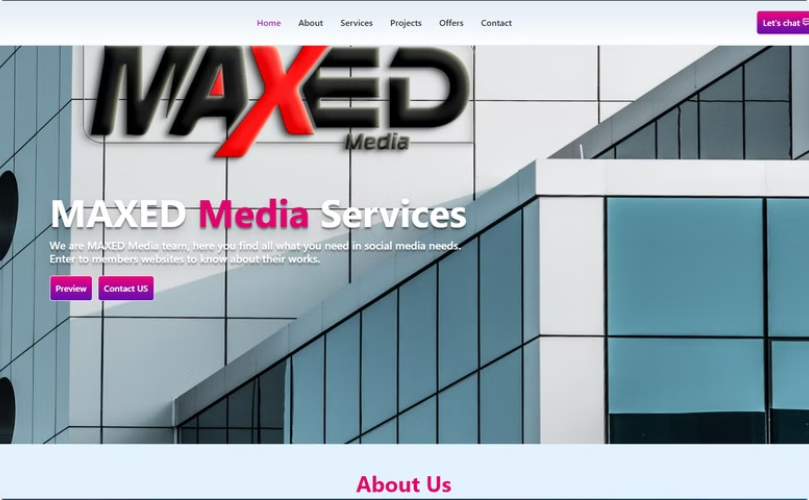 Home About Services Projects Offers Contact
Let's chat
MAXED
Media
MAXED Media Services
We are MAXED Media team, here you find all what you need in social media needs.
Enter to members websites to know about their works.
Preview Contact US
About Us